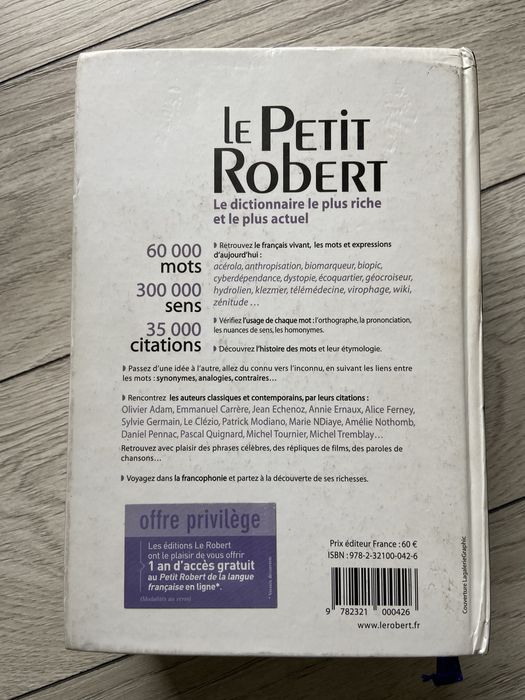 LE PETIT
ROBERT
Le dictionnaire le plus riche
et le plus actuel
60 000
mots
300 000
sens
35 000
citations
Retrouvez le français vivant, les mots et expressions
d'aujourd'hui :
acérola, anthropisation, biomarqueur, biopic,
cyberdépendance, dystopie, écoquartier, géocroiseur,
hydrolien, klezmer, télémédecine, virophage, wiki,
zénitude …
Vérifiez l'usage de chaque mot : l'orthographe, la prononciation,
les nuances de sens, les homonymes.
Découvrez l'histoire des mots et leur étymologie.
Passez d'une idée à l'autre, allez du connu vers l'inconnu, en suivant les liens entre
les mots : synonymes, analogies, contraires…
Rencontrez les auteurs classiques et contemporains, par leurs citations :
Olivier Adam, Emmanuel Carrère, Jean Echenoz, Annie Ernaux, Alice Ferney,
Sylvie Germain, Le Clézio, Patrick Modiano, Marie NDiaye, Amélie Nothomb,
Daniel Pennac, Pascal Quignard, Michel Tournier, Michel Tremblay…
Retrouvez avec plaisir des phrases célèbres, des répliques de films, des paroles de
chansons…
Voyagez dans la francophonie et partez à la découverte de ses richesses.
offre privilège
Les éditions Le Robert
ont le plaisir de vous offrir
1 an d'accès gratuit
au Petit Robert de la langue
française en ligne*.
(Modalités au verso)
Prix éditeur France : 60 €
ISBN : 978-2-32100-042-6
9 782321 000426
www.lerobert.fr
Couverture LagalerieGraphic